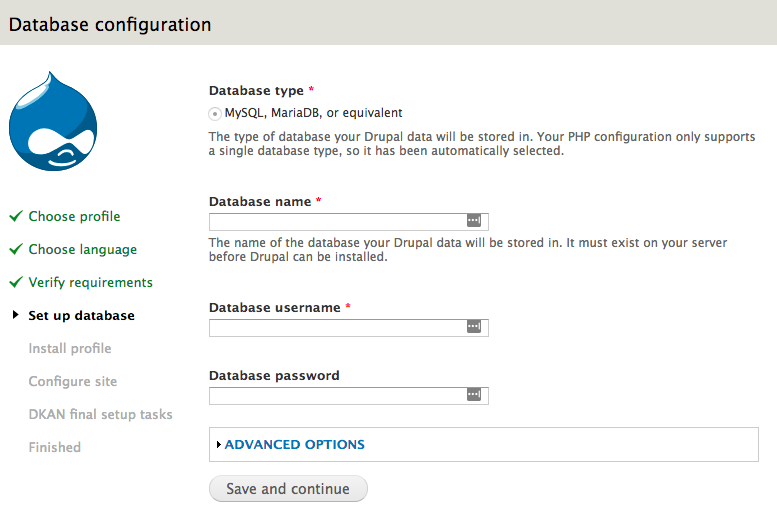 Database configuration
Choose profile
Choose language
Verify requirements
Set up database
Install profile
Configure site
DKAN final setup tasks
Finished
Database type *
MySQL, MariaDB, or equivalent
The type of database your Drupal data will be stored in. Your PHP configuration only supports
a single database type, so it has been automatically selected.
Database name *
The name of the database your Drupal data will be stored in. It must exist on your server
before Drupal can be installed.
Database username *
Database password
ADVANCED OPTIONS
Save and continue